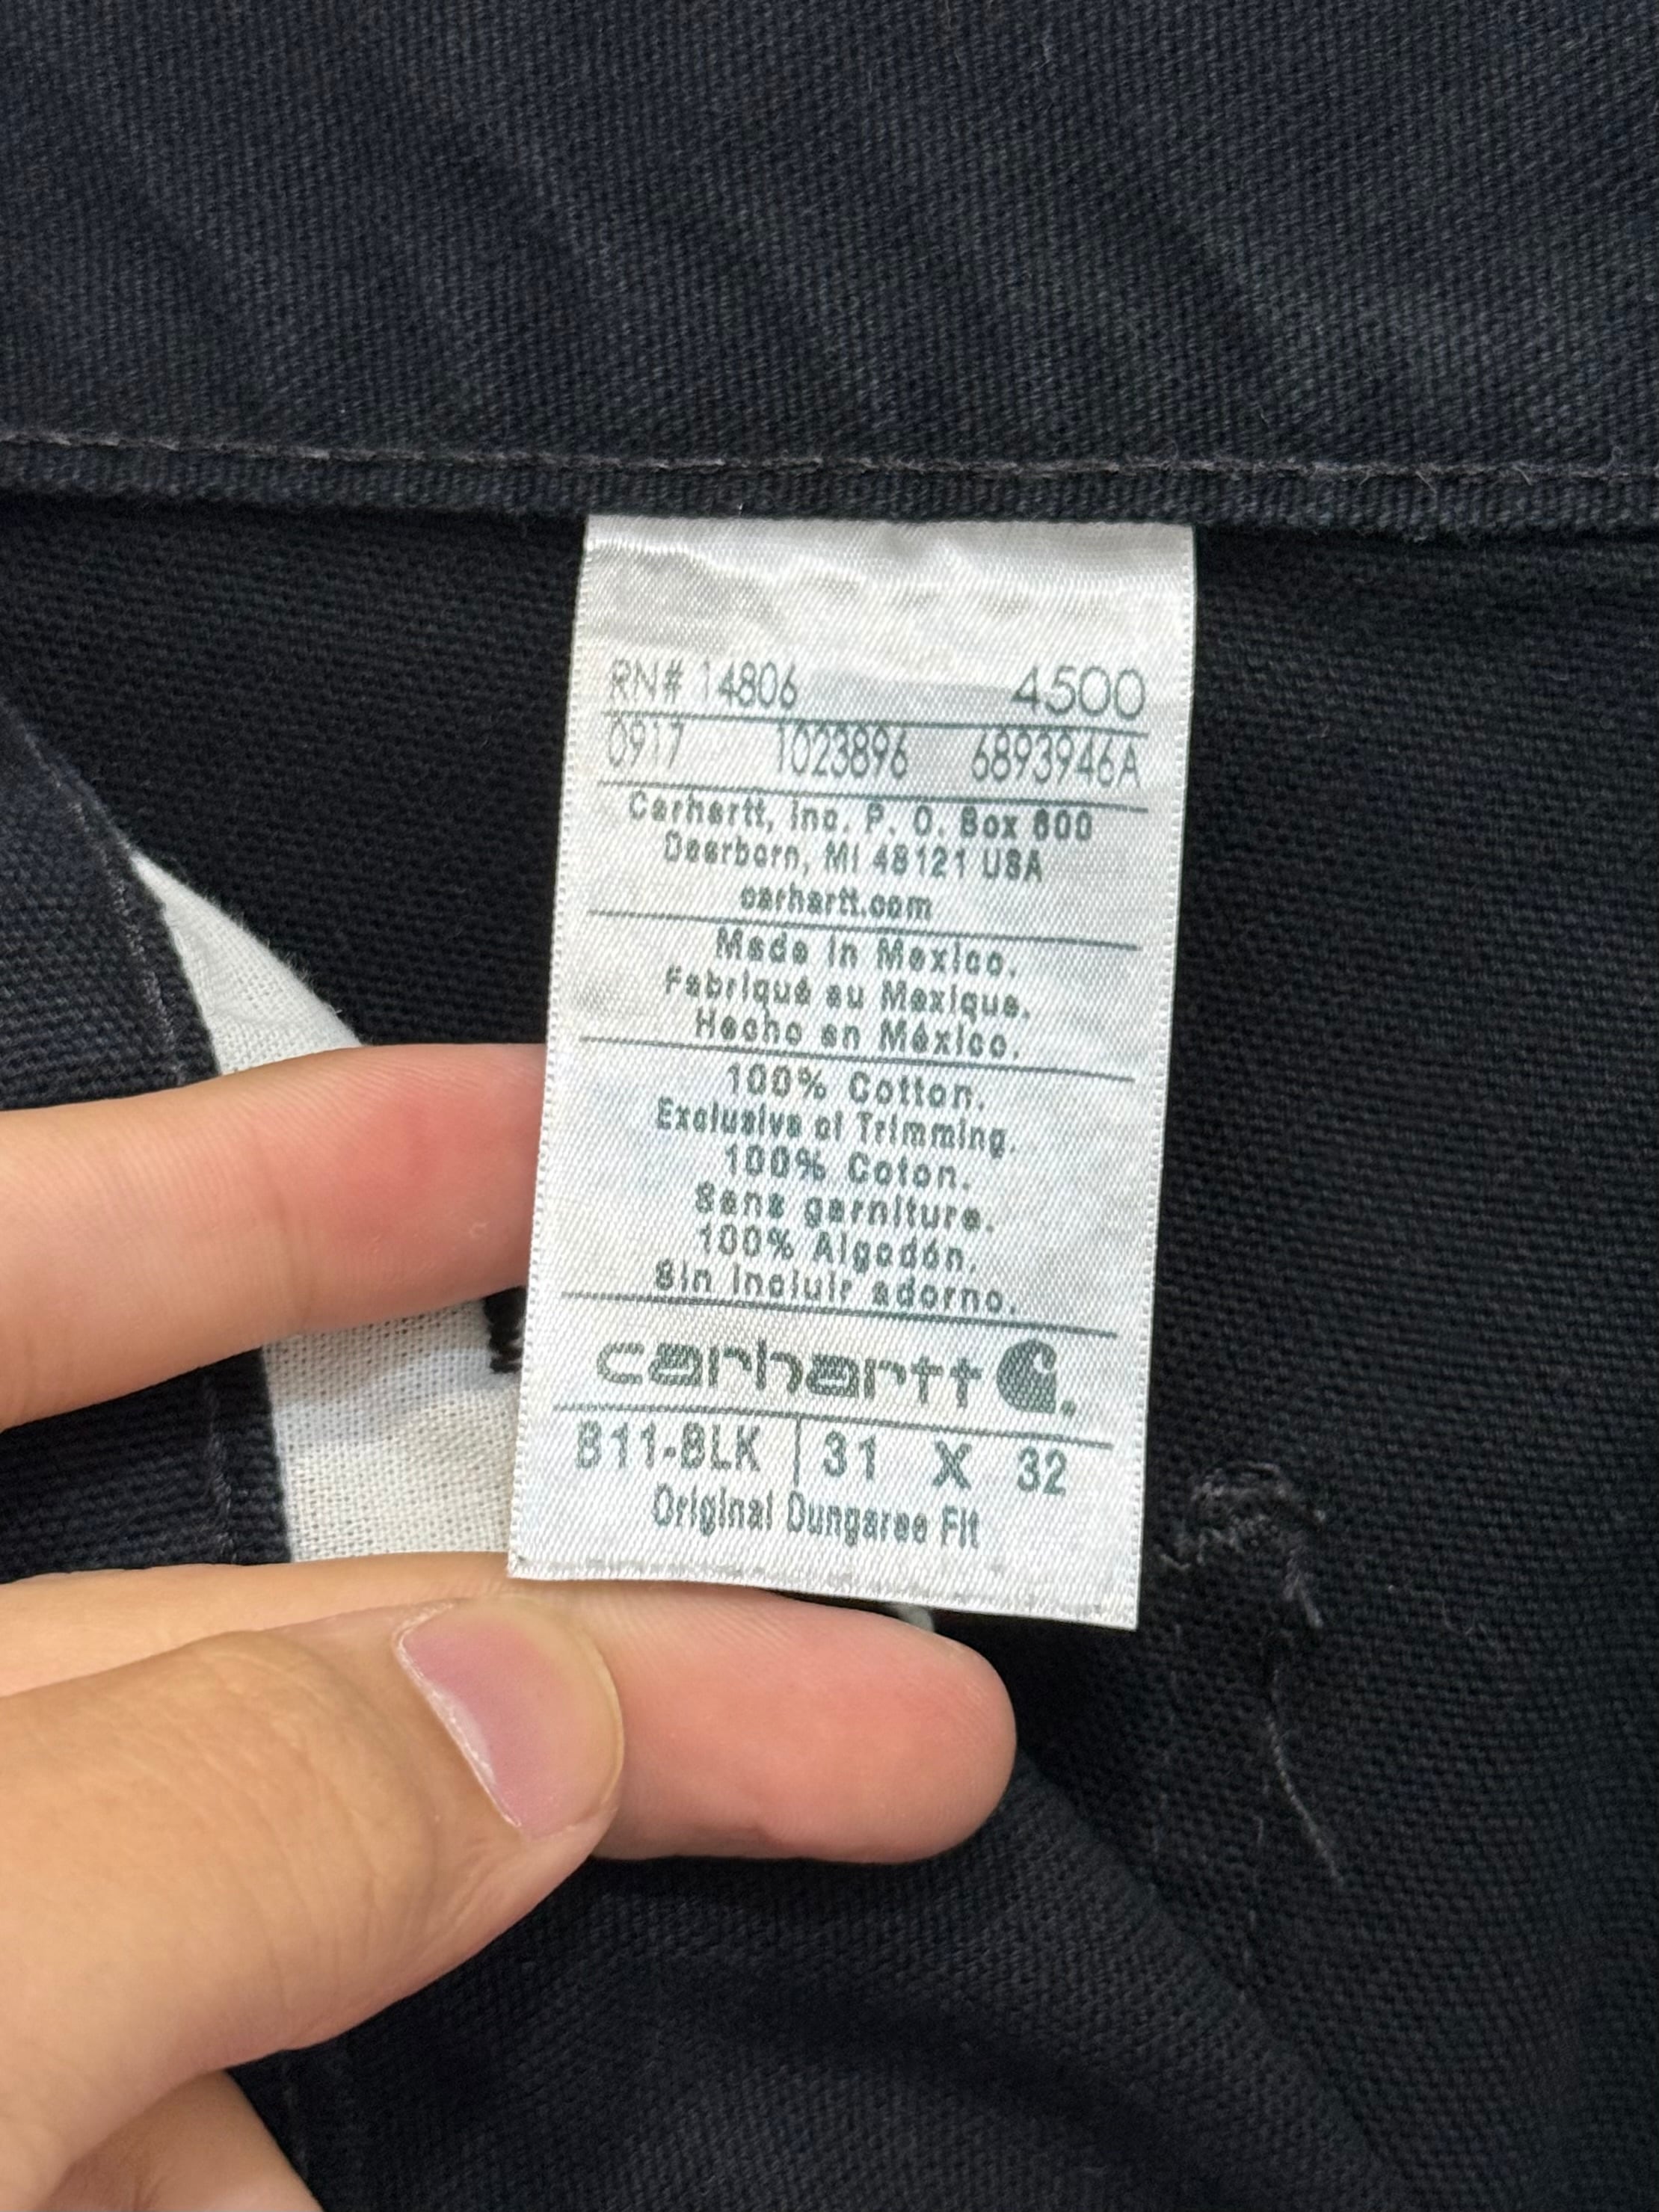 RN# 14806 4500
0917 1023896 6893946A
Carhartt, Inc. P. O. Box 600
Dearborn, MI 48121 USA
carhartt.com
Made in Mexico.
Fabriqué au Mexique.
Hecho en México.
100% Cotton.
Exclusive of Trimming.
100% Coton.
Sans garniture.
100% Algodón.
Sin incluir adorno.
carhartt
B11-BLK 31 X 32
Original Dungaree Fit